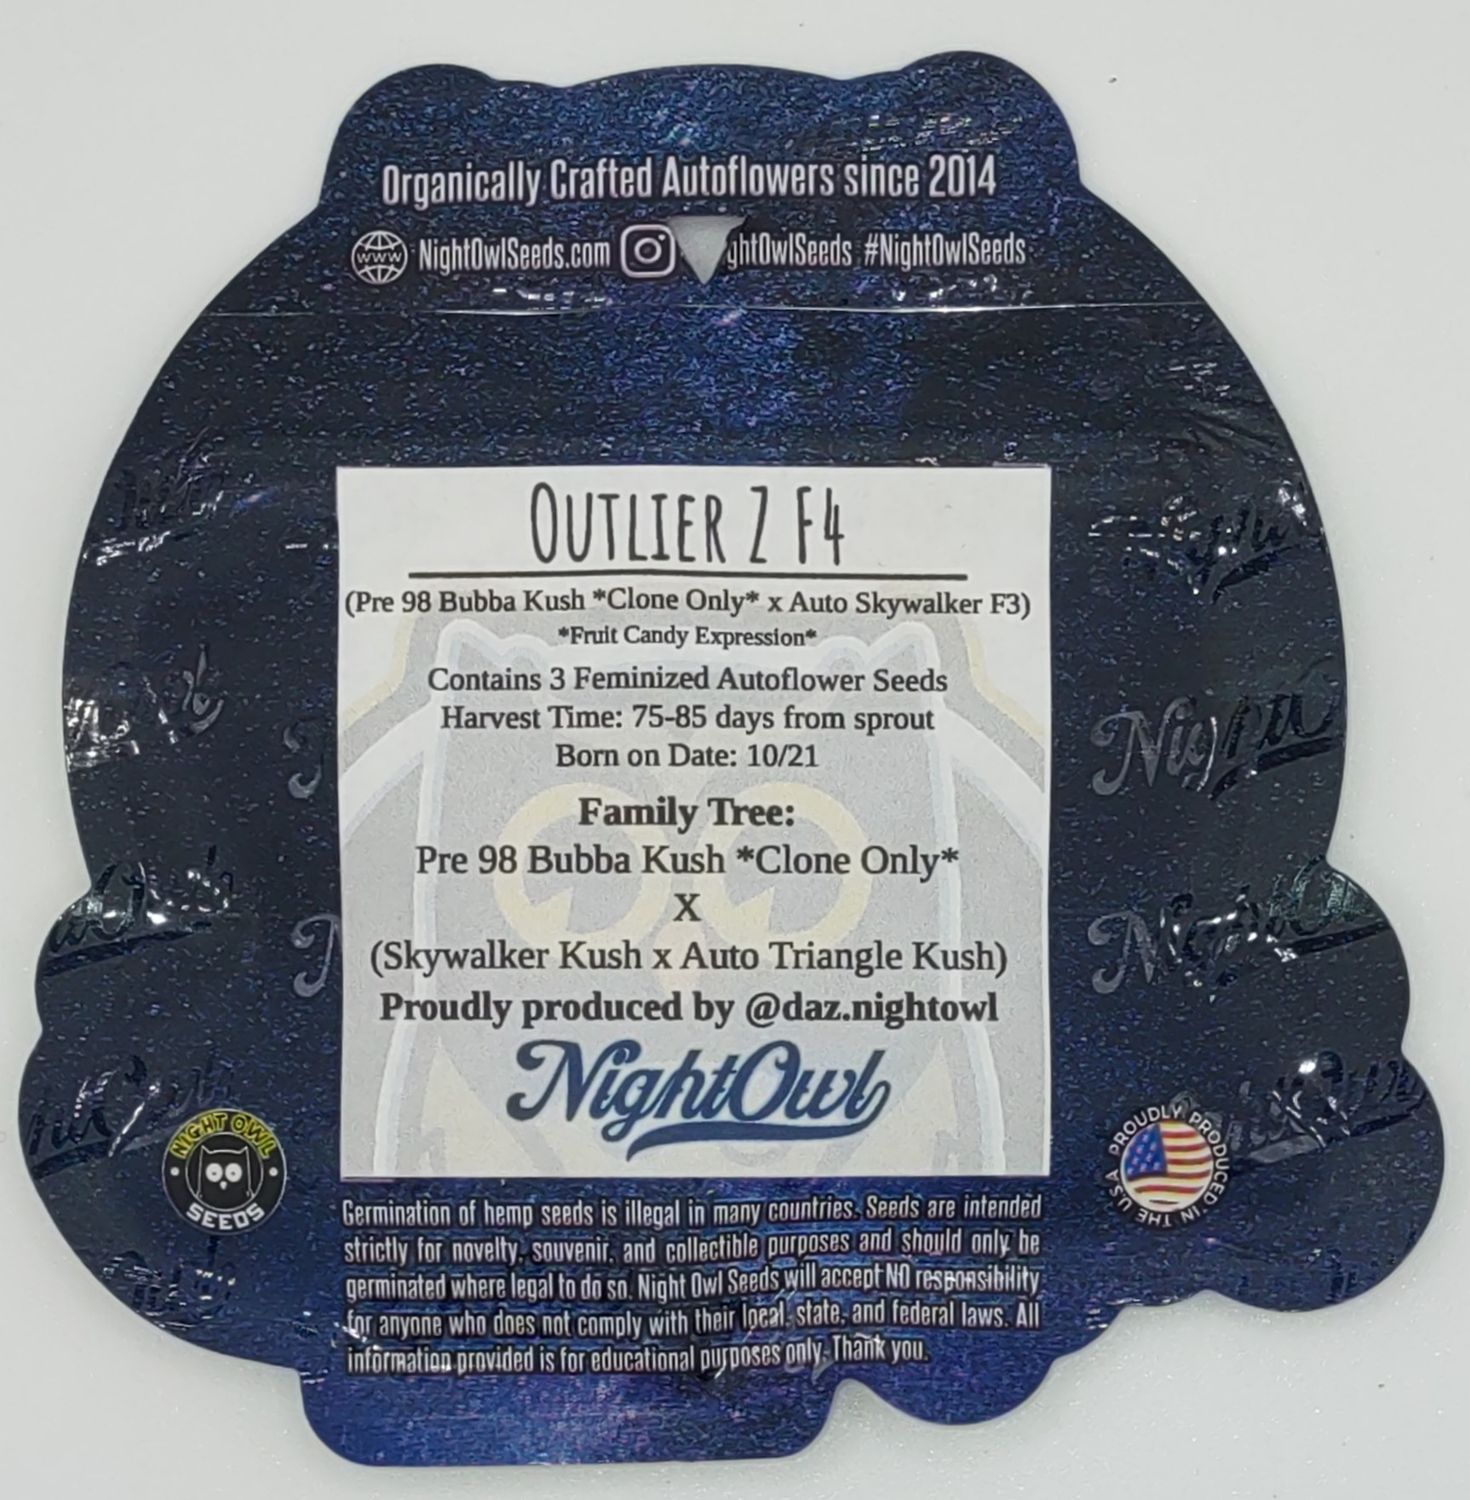 Organically Crafted Autoflowers since 2014
www NightOwlSeeds.com ghtOwlSeeds #NightOwlSeeds
OUTLIER Z F4
(Pre 98 Bubba Kush *Clone Only* x Auto Skywalker F3)
*Fruit Candy Expression*
Contains 3 Feminized Autoflower Seeds
Harvest Time: 75-85 days from sprout
Born on Date: 10/21
Family Tree:
Pre 98 Bubba Kush *Clone Only*
X
(Skywalker Kush x Auto Triangle Kush)
Proudly produced by @daz.nightowl
NightOwl
NIGHT OWL
SEEDS
PROUDLY PRODUCED IN THE U.S.A
Germination of hemp seeds is illegal in many countries. Seeds are intended
strictly for novelty, souvenir, and collectible purposes and should only be
germinated where legal to do so. Night Owl Seeds will accept NO responsibility
for anyone who does not comply with their local, state, and federal laws. All
information provided is for educational purposes only. Thank you.